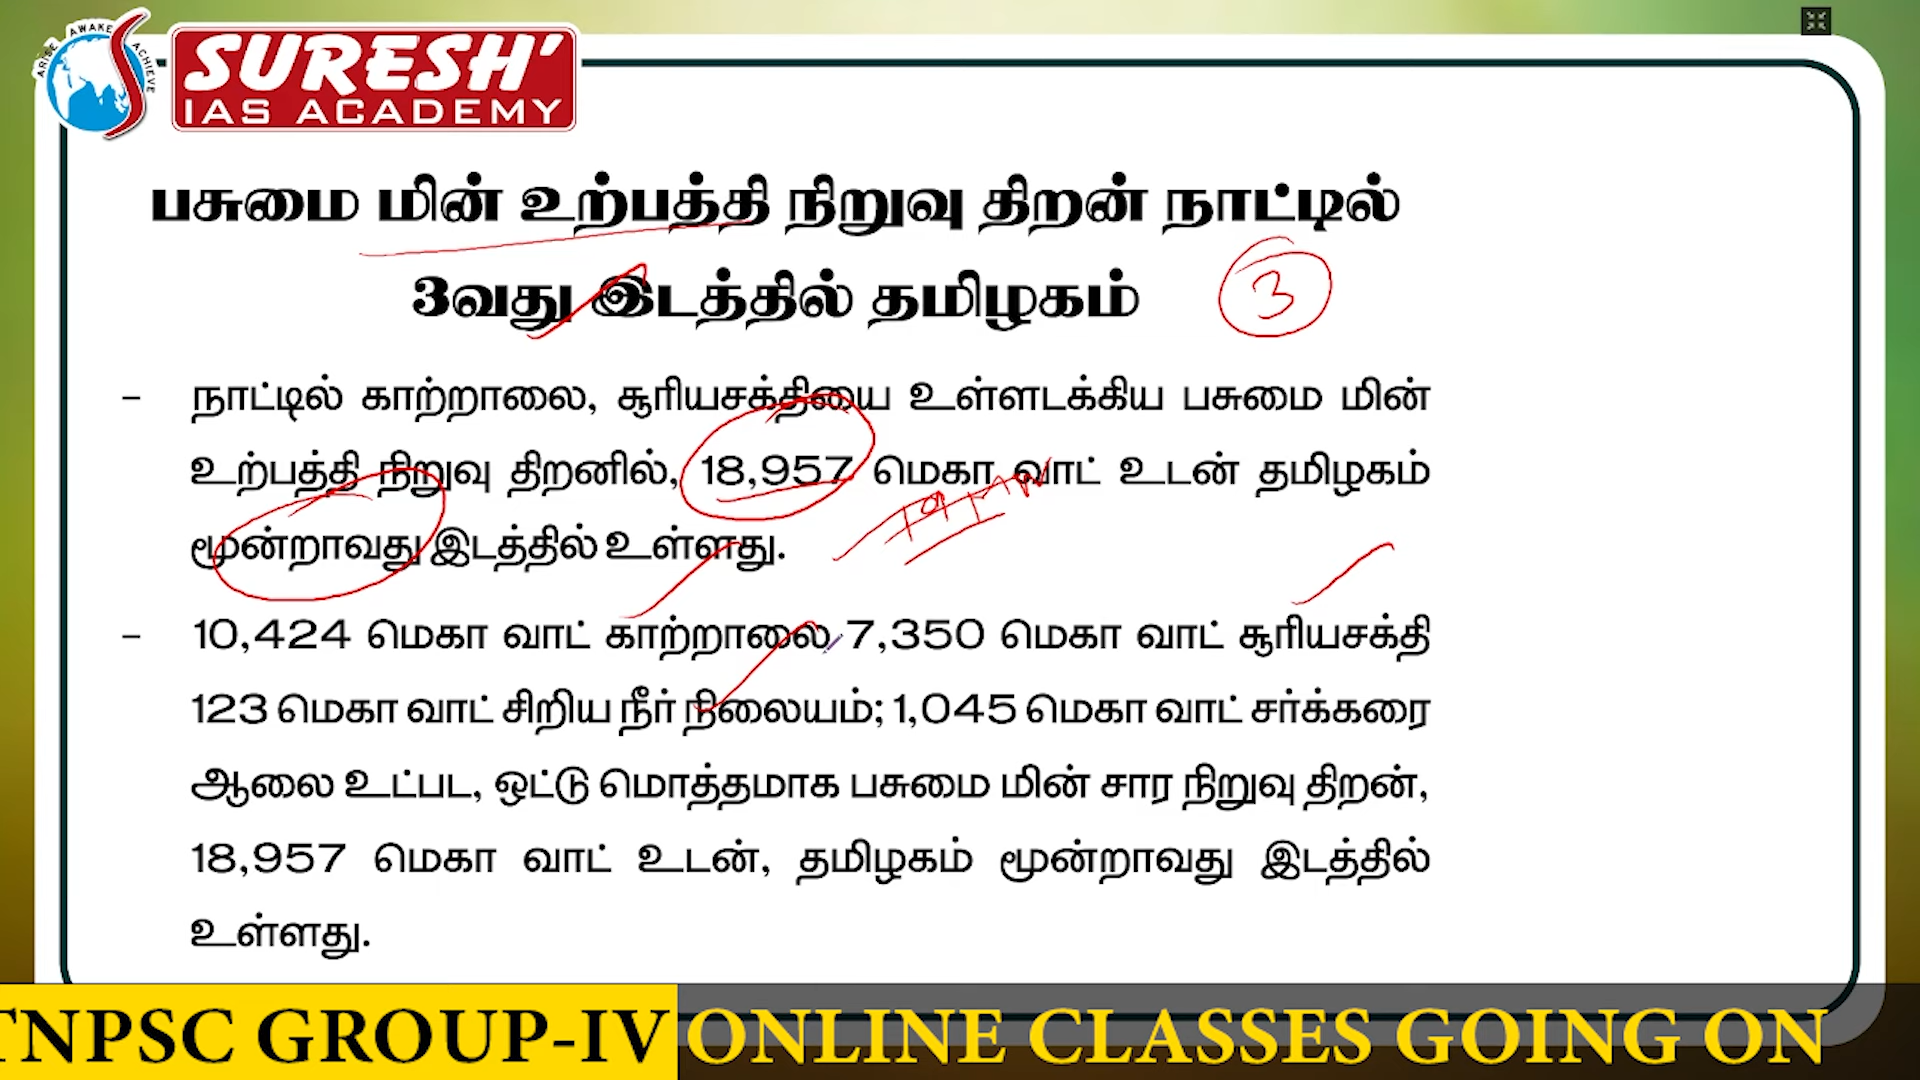 ARISE AWAKE ACHIEVE
SURESH'
IAS ACADEMY
பசுமை மின் உற்பத்தி நிறுவு திறன் நாட்டில்
3வது இடத்தில் தமிழகம்
3
- நாட்டில் காற்றாலை, சூரியசக்தியை உள்ளடக்கிய பசுமை மின்
உற்பத்தி நிறுவு திறனில், 18,957 மெகா வாட் உடன் தமிழகம்
மூன்றாவது இடத்தில் உள்ளது.
- 10,424 மெகா வாட் காற்றாலை, 7,350 மெகா வாட் சூரியசக்தி
123 மெகா வாட் சிறிய நீர் நிலையம்; 1,045 மெகா வாட் சர்க்கரை
ஆலை உட்பட, ஒட்டு மொத்தமாக பசுமை மின் சார நிறுவு திறன்,
18,957 மெகா வாட் உடன், தமிழகம் மூன்றாவது இடத்தில்
உள்ளது.
TNPSC GROUP-IV ONLINE CLASSES GOING ON